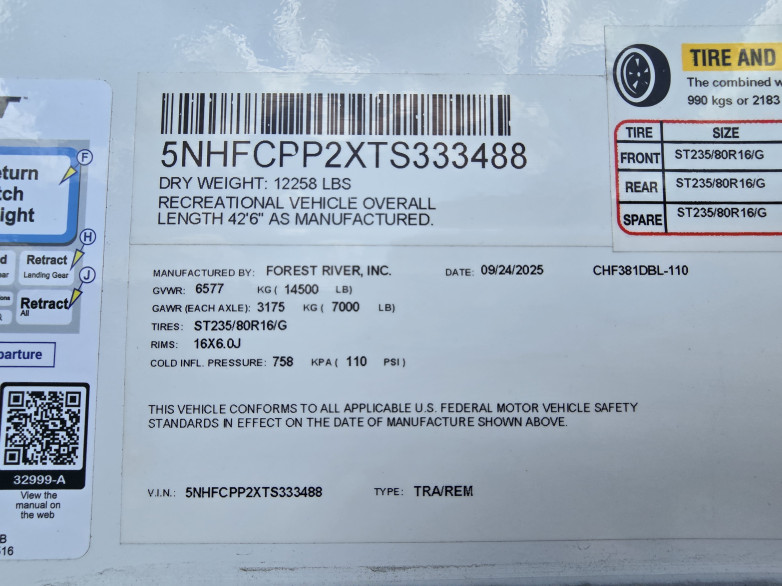 5NHFCPP2XTS333488
DRY WEIGHT: 12258 LBS
RECREATIONAL VEHICLE OVERALL
LENGTH 42'6" AS MANUFACTURED.
MANUFACTURED BY: FOREST RIVER, INC. DATE: 09/24/2025 CHF381DBL-110
GVWR: 6577 KG ( 14500 LB)
GAWR (EACH AXLE): 3175 KG ( 7000 LB)
TIRES: ST235/80R16/G
RIMS: 16X6.0J
COLD INFL. PRESSURE: 758 KPA ( 110 PSI )
THIS VEHICLE CONFORMS TO ALL APPLICABLE U.S. FEDERAL MOTOR VEHICLE SAFETY
STANDARDS IN EFFECT ON THE DATE OF MANUFACTURE SHOWN ABOVE.
V.I.N.: 5NHFCPP2XTS333488 TYPE: TRA/REM
TIRE AND
The combined w
990 kgs or 2183
TIRE SIZE
FRONT ST235/80R16/G
REAR ST235/80R16/G
SPARE ST235/80R16/G
F
eturn
tch
ight
H
Retract
Landing Gear
J
Retract
All
parture
32999-A
View the
manual on
the web
B
516